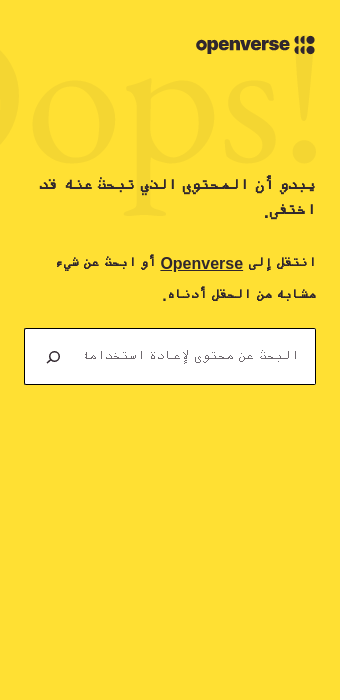 openverse
Oops!
يبدو أن المحتوى الذي تبحث عنه قد
اختفى.
انتقل إلى Openverse أو ابحث عن شيء
مشابه من الحقل أدناه.
البحث عن محتوى لإعادة استخدامه